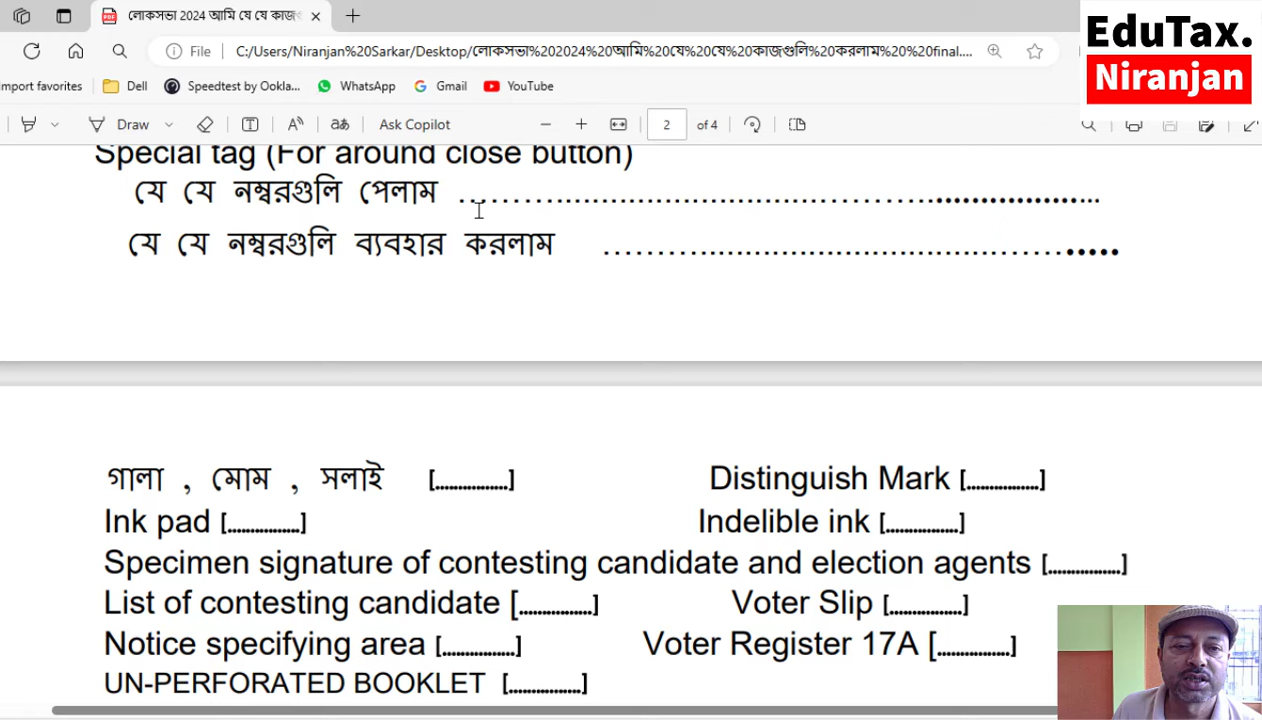 লোকসভা 2024 আমি যে যে কাজগু
EduTax.
Niranjan
File C:/Users/Niranjan%20Sarkar/Desktop/লোকসভা%202024%20আমি%20যে%20যে%20কাজগুলি%20করলাম%20%20final....
mport favorites Dell Speedtest by Ookla... WhatsApp Gmail YouTube
Draw Ask Copilot 2 of 4
Special tag (For around close button)
যে যে নম্বরগুলি পেলাম ................................................................
যে যে নম্বরগুলি ব্যবহার করলাম ....................................................
গালা , মোম , সলাই [................] Distinguish Mark [................]
Ink pad [................] Indelible ink [................]
Specimen signature of contesting candidate and election agents [................]
List of contesting candidate [................] Voter Slip [................]
Notice specifying area [................] Voter Register 17A [................]
UN-PERFORATED BOOKLET [................]